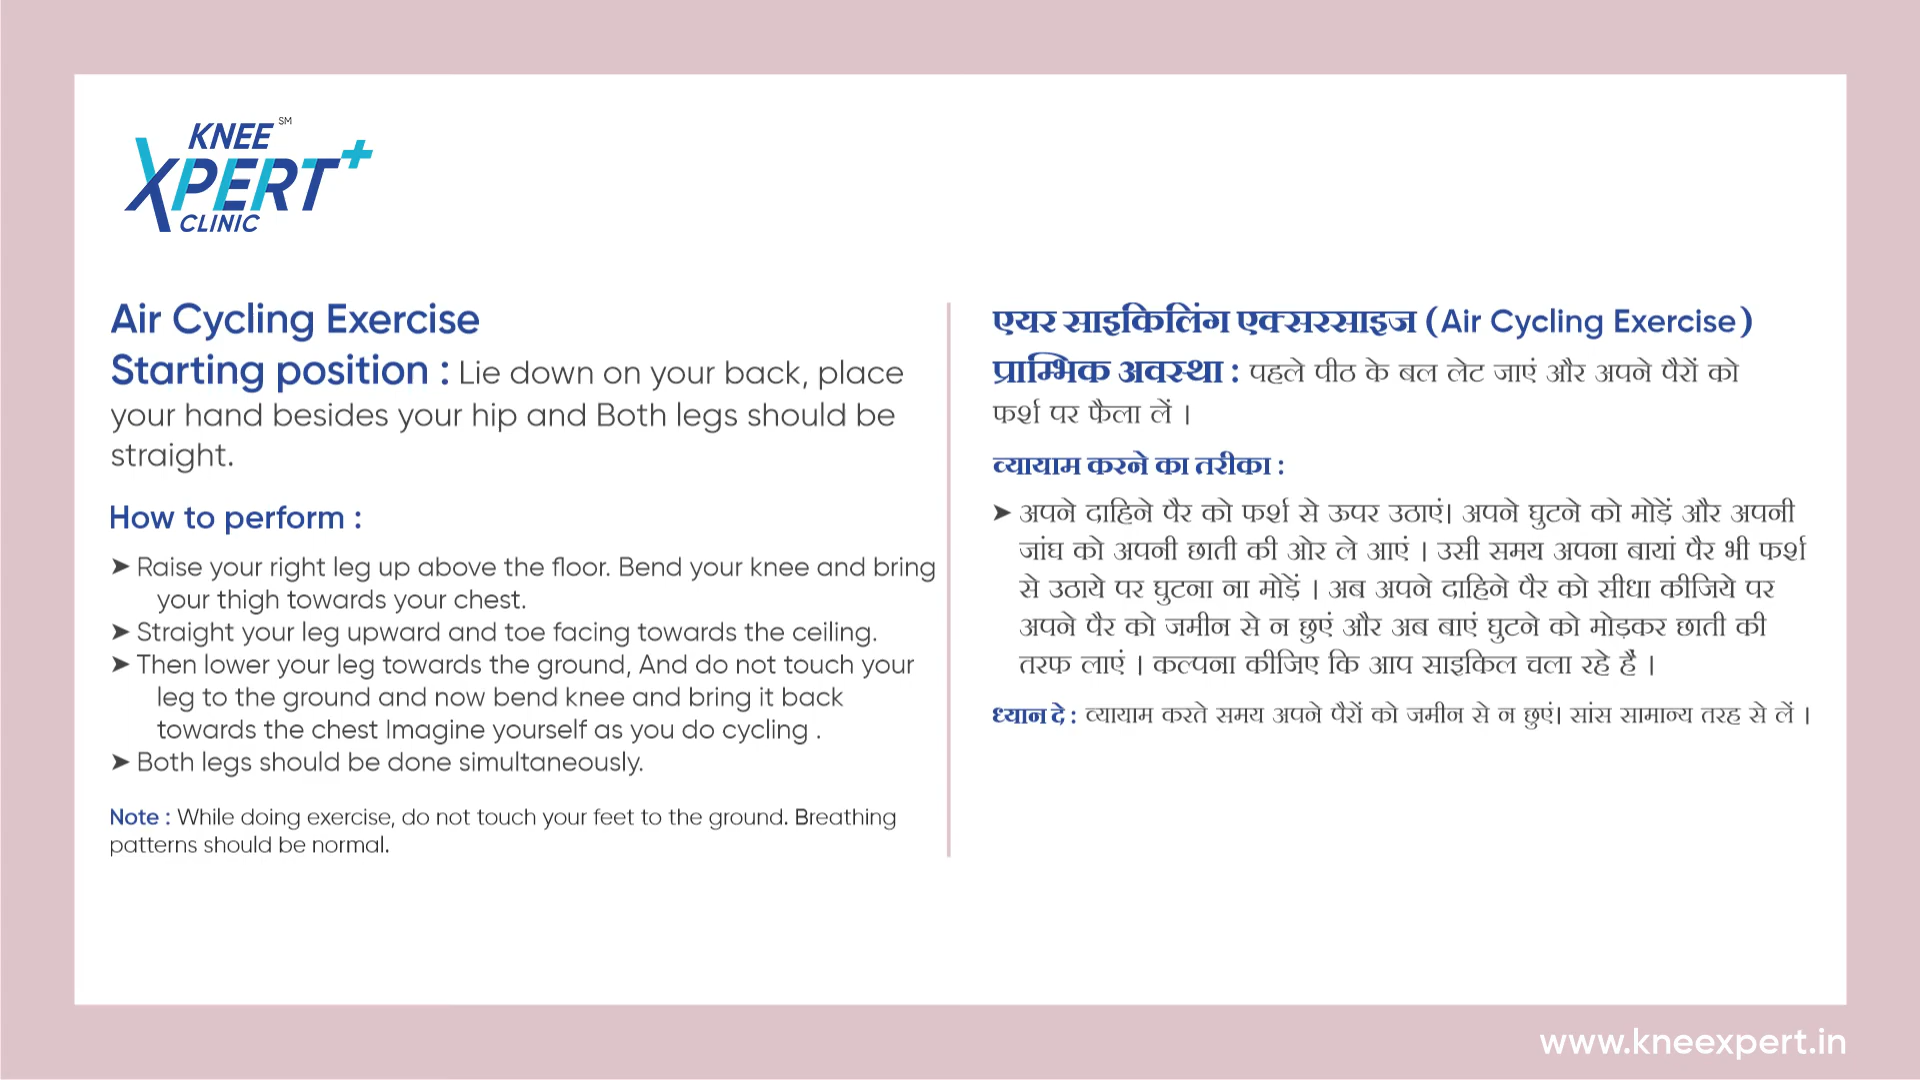 KNEE SM
XPERT+
CLINIC
Air Cycling Exercise
Starting position : Lie down on your back, place
your hand besides your hip and Both legs should be
straight.
How to perform :
➤ Raise your right leg up above the floor. Bend your knee and bring
your thigh towards your chest.
➤ Straight your leg upward and toe facing towards the ceiling.
➤ Then lower your leg towards the ground, And do not touch your
leg to the ground and now bend knee and bring it back
towards the chest Imagine yourself as you do cycling .
➤ Both legs should be done simultaneously.
Note : While doing exercise, do not touch your feet to the ground. Breathing
patterns should be normal.
एयर साइकिलिंग एक्सरसाइज (Air Cycling Exercise)
प्राम्भिक अवस्था : पहले पीठ के बल लेट जाएं और अपने पैरों को
फर्श पर फैला लें ।
व्यायाम करने का तरीका :
➤ अपने दाहिने पैर को फर्श से ऊपर उठाएं। अपने घुटने को मोड़ें और अपनी
जांघ को अपनी छाती की ओर ले आएं । उसी समय अपना बायां पैर भी फर्श
से उठाये पर घुटना ना मोड़ें । अब अपने दाहिने पैर को सीधा कीजिये पर
अपने पैर को जमीन से न छुएं और अब बाएं घुटने को मोड़कर छाती की
तरफ लाएं । कल्पना कीजिए कि आप साइकिल चला रहे हैं ।
ध्यान दे : व्यायाम करते समय अपने पैरों को जमीन से न छुएं। सांस सामान्य तरह से लें ।
www.kneexpert.in